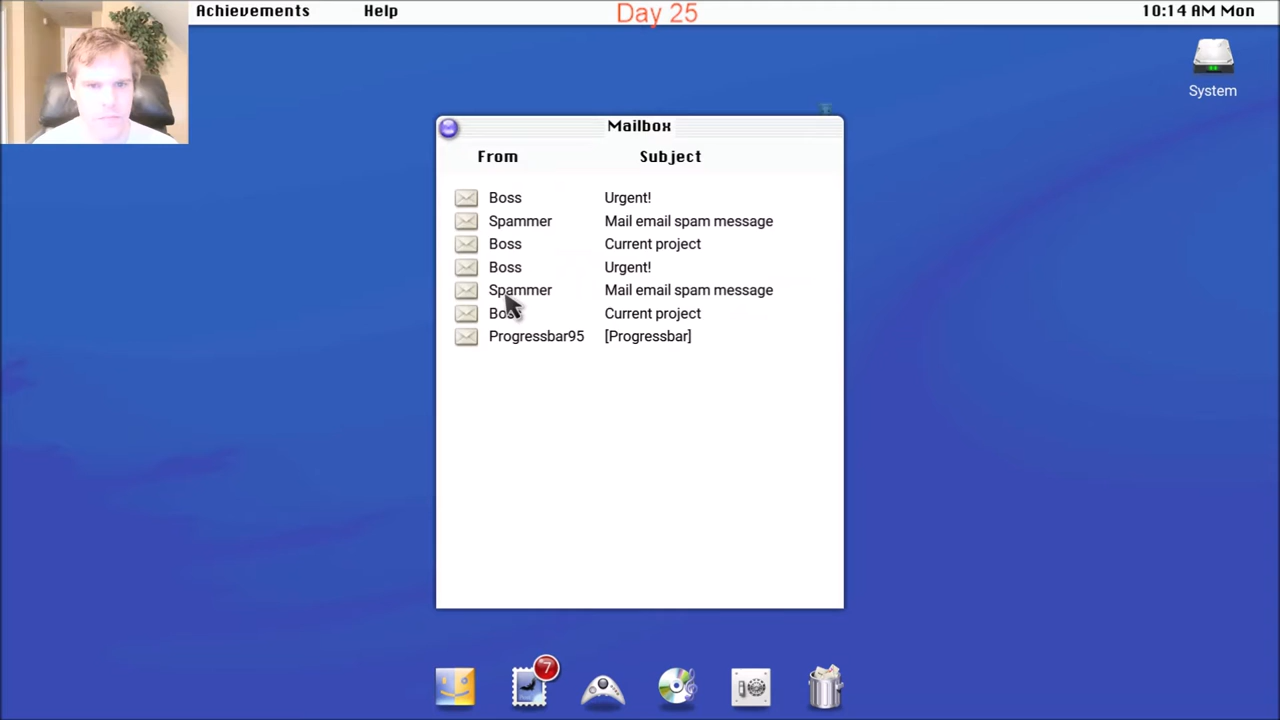 Achievements Help Day 25 10:14 AM Mon
System
Mailbox
From Subject
Boss Urgent!
Spammer Mail email spam message
Boss Current project
Boss Urgent!
Spammer Mail email spam message
Boss Current project
Progressbar95 [Progressbar]
7